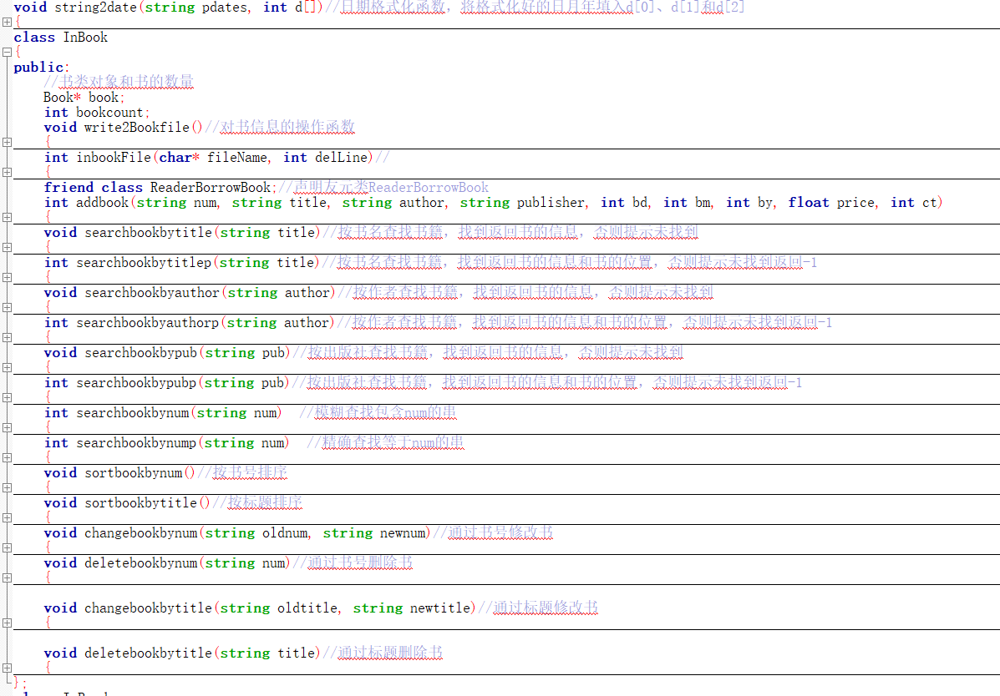 void string2date(string pdates, int d[])//日期格式化函数，将格式化好的日月年填入d[0]、d[1]和d[2]
{
class InBook
{
public:
//书类对象和书的数量
Book* book;
int bookcount;
void write2Bookfile()//对书信息的操作函数
{
int inbookFile(char* fileName, int delLine)//
{
friend class ReaderBorrowBook;//声明友元类ReaderBorrowBook
int addbook(string num, string title, string author, string publisher, int bd, int bm, int by, float price, int ct)
{
void searchbookbytitle(string title)//按书名查找书籍，找到返回书的信息，否则提示未找到
{
int searchbookbytitlep(string title)//按书名查找书籍，找到返回书的信息和书的位置，否则提示未找到返回-1
{
void searchbookbyauthor(string author)//按作者查找书籍，找到返回书的信息，否则提示未找到
{
int searchbookbyauthorp(string author)//按作者查找书籍，找到返回书的信息和书的位置，否则提示未找到返回-1
{
void searchbookbypub(string pub)//按出版社查找书籍，找到返回书的信息，否则提示未找到
{
int searchbookbypubp(string pub)//按出版社查找书籍，找到返回书的信息和书的位置，否则提示未找到返回-1
{
int searchbookbynum(string num)  //模糊查找包含num的串
{
int searchbookbynump(string num)  //精确查找等于num的串
{
void sortbookbynum()//按书号排序
{
void sortbookbytitle()//按标题排序
{
void changebookbynum(string oldnum, string newnum)//通过书号修改书
{
void deletebookbynum(string num)//通过书号删除书
{
void changebookbytitle(string oldtitle, string newtitle)//通过标题修改书
{
void deletebookbytitle(string title)//通过标题删除书
{
};